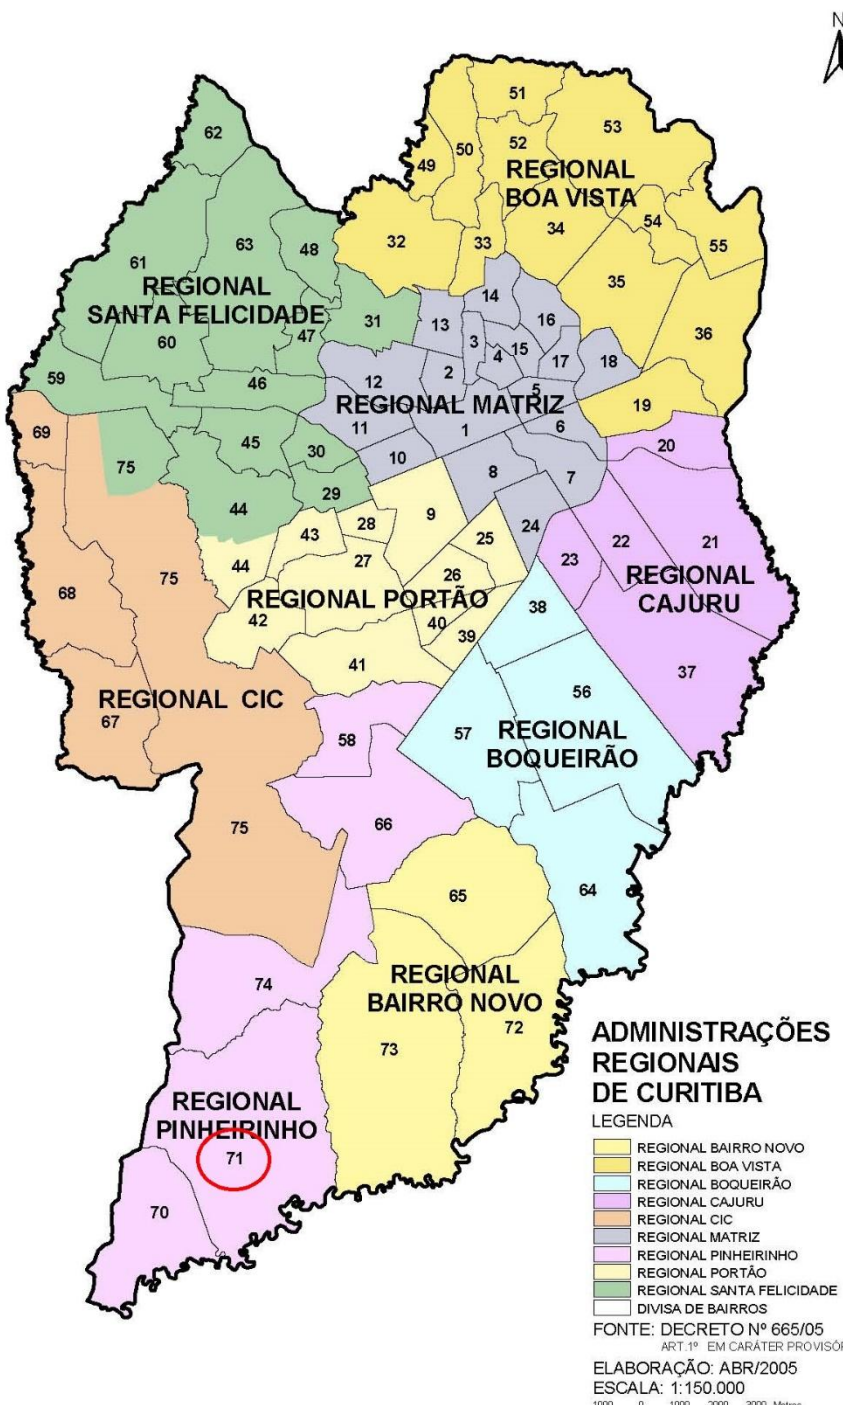 N
51
62
53
52
50
49
REGIONAL
BOA VISTA
54
34
63
48
32
33
55
61
REGIONAL
SANTA FELICIDADE
35
14
31
13
16
36
47
60
3
15
4
17
18
59
46
12
2
5
REGIONAL MATRIZ
19
69
11
1
6
45
30
10
20
75
8
7
29
44
9
43
28
25
24
22
21
27
23
44
75
26
REGIONAL
CAJURU
68
REGIONAL PORTÃO
38
42
40
39
41
37
56
REGIONAL CIC
67
58
57
REGIONAL
BOQUEIRÃO
75
66
64
65
REGIONAL
BAIRRO NOVO
74
72
73
REGIONAL
PINHEIRINHO
71
70
ADMINISTRAÇÕES
REGIONAIS
DE CURITIBA
LEGENDA
REGIONAL BAIRRO NOVO
REGIONAL BOA VISTA
REGIONAL BOQUEIRÃO
REGIONAL CAJURU
REGIONAL CIC
REGIONAL MATRIZ
REGIONAL PINHEIRINHO
REGIONAL PORTÃO
REGIONAL SANTA FELICIDADE
DIVISA DE BAIRROS
FONTE: DECRETO Nº 665/05
ART.1º EM CARÁTER PROVISÓR
ELABORAÇÃO: ABR/2005
ESCALA: 1:150.000
1000 0 1000 2000 3000 Metros